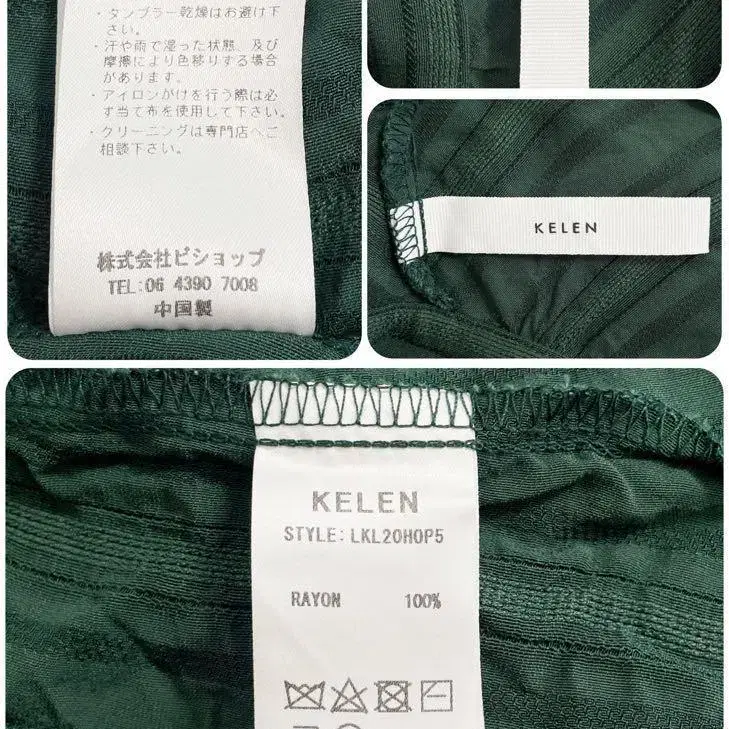 ・タンブラー乾燥はお避け下
さい。
・汗や雨で湿った状態、及び
摩擦により色移りする場合
があります。
・アイロンがけを行う際は必
ず当て布を使用して下さい。
・クリーニングは専門店へご
相談下さい。
株式会社ビショップ
TEL:06 4390 7008
中国製
KELEN
KELEN
STYLE: LKL20HOP5
RAYON 100%